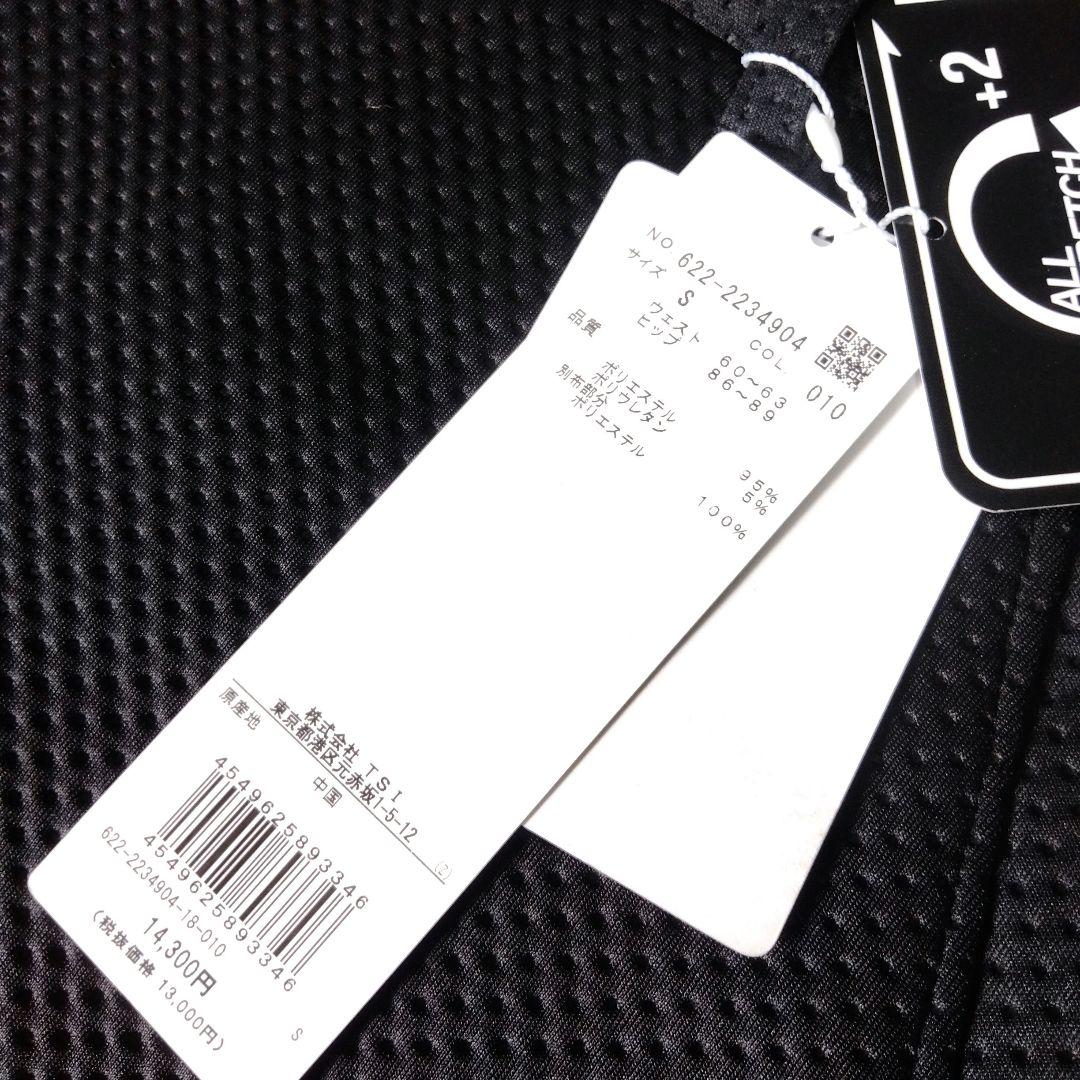 NO 622-2234904
サイズ S COL. 010
ウェスト 60～63
ヒップ 86～89
品質
ポリエステル 95%
ポリウレタン 5%
別布部分
ポリエステル 100%
株式会社 TSI
東京都港区元赤坂1-5-12
原産地 中国 (2)
4549625893346
4549625893346
622-2234904-18-010
14,300円
(税抜価格 13,000円)
S
+2
ALL